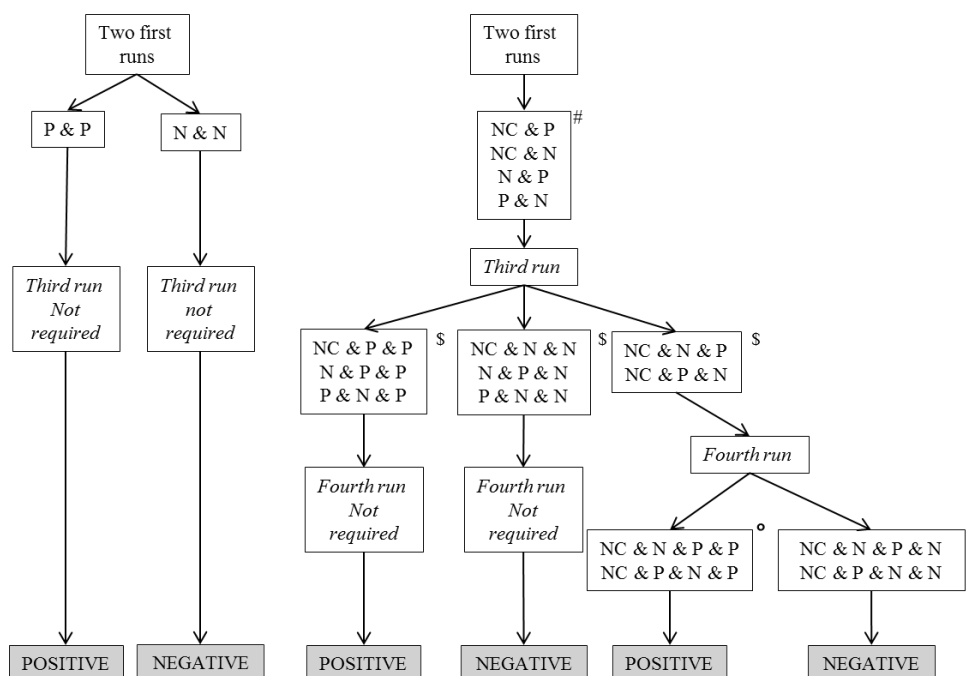 Two first
runs
P & P
N & N
Third run
Not
required
Third run
not
required
POSITIVE
NEGATIVE
Two first
runs
#
NC & P
NC & N
N & P
P & N
Third run
$
NC & P & P
N & P & P
P & N & P
$
NC & N & N
N & P & N
P & N & N
$
NC & N & P
NC & P & N
Fourth run
Not
required
Fourth run
Not
required
Fourth run
°
NC & N & P & P
NC & P & N & P
NC & N & P & N
NC & P & N & N
POSITIVE
NEGATIVE
POSITIVE
NEGATIVE